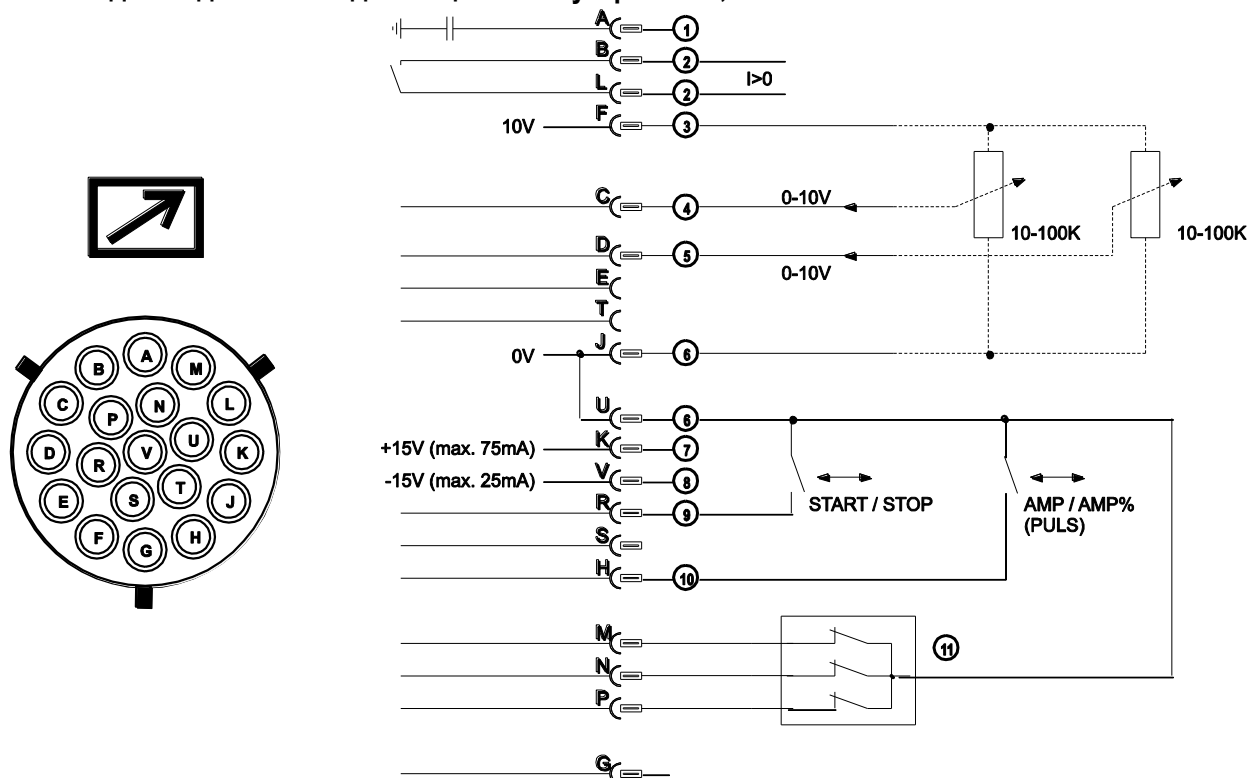 A 1
B 2
L 2 I>0
10V F 3
C 4 0-10V
10-100K 10-100K
D 5
0-10V
E
T
0V J 6
U 6
+15V (max. 75mA) K 7
-15V (max. 25mA) V 8
R 9 START / STOP AMP / AMP%
(PULS)
S
H 10
M 11
N
P
G
A
B M
C P N L
D R V U K
E S T J
F G H